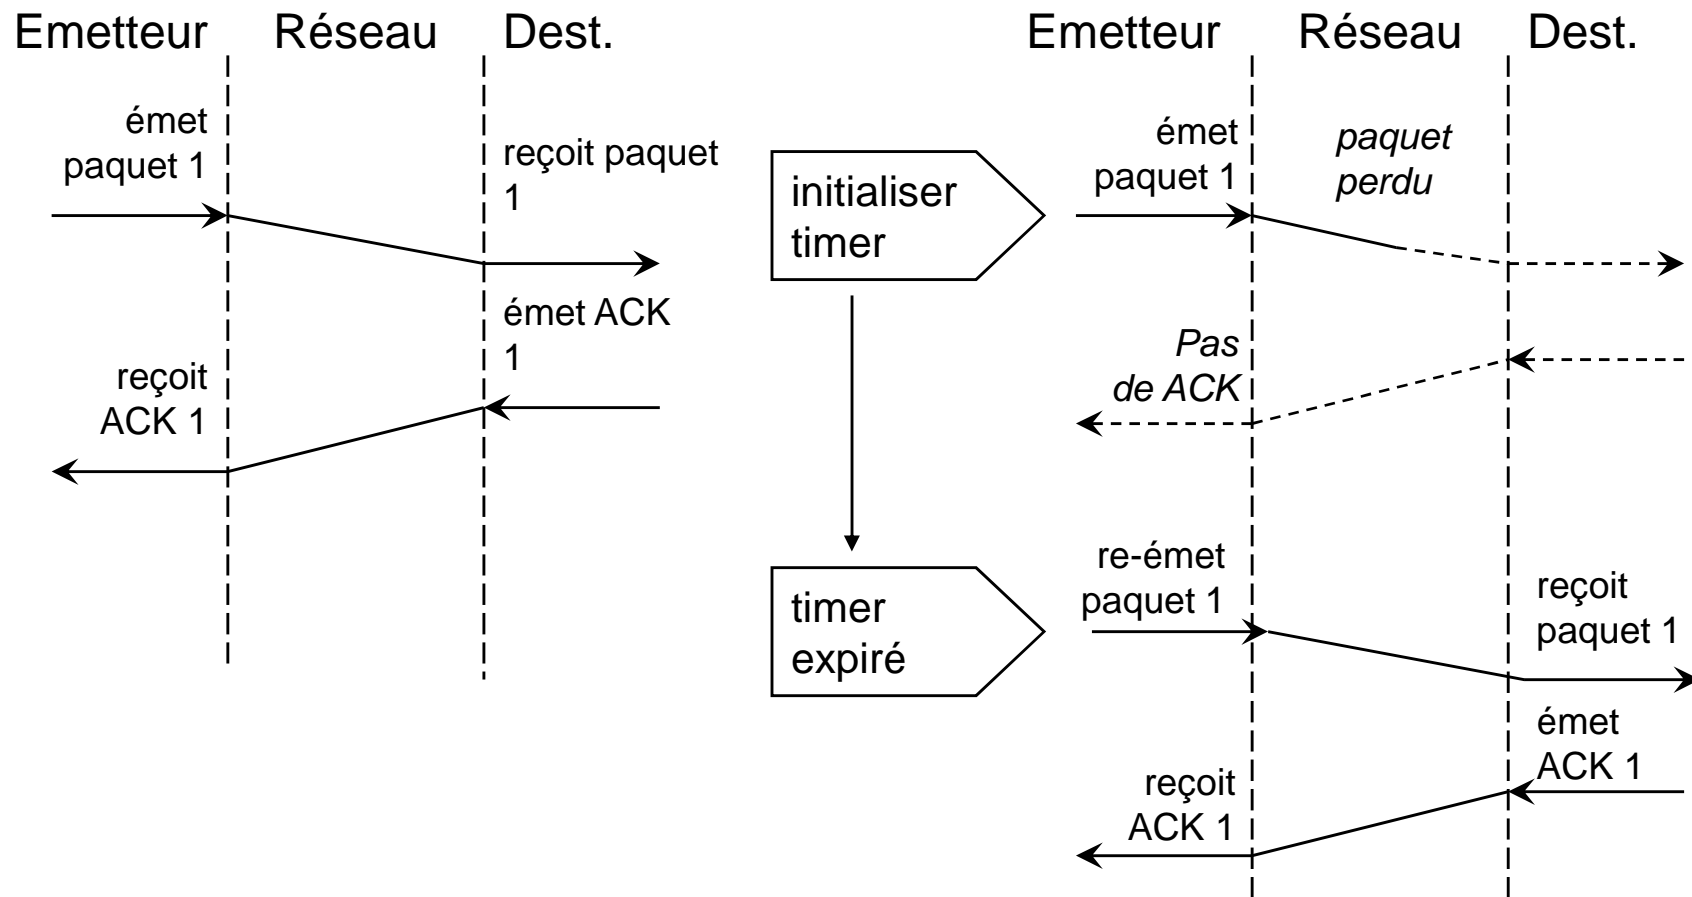 Emetteur Réseau Dest.
émet
paquet 1
reçoit paquet
1
émet ACK
1
reçoit
ACK 1
initialiser
timer
timer
expiré
Emetteur Réseau Dest.
émet
paquet 1
paquet
perdu
Pas
de ACK
re-émet
paquet 1
reçoit
paquet 1
émet
ACK 1
reçoit
ACK 1